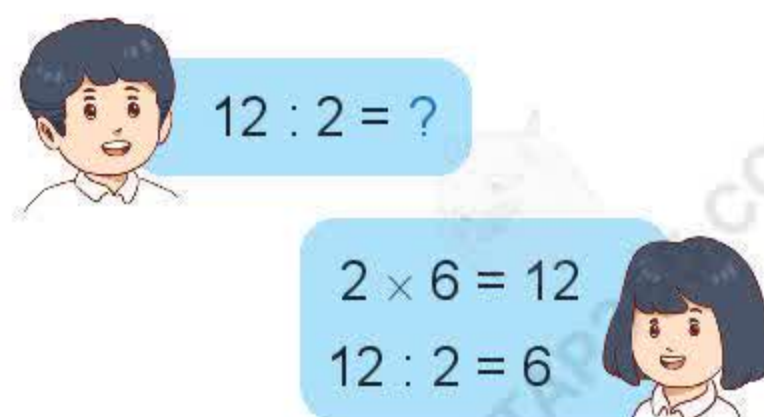 12 : 2 = ?
2 × 6 = 12
12 : 2 = 6